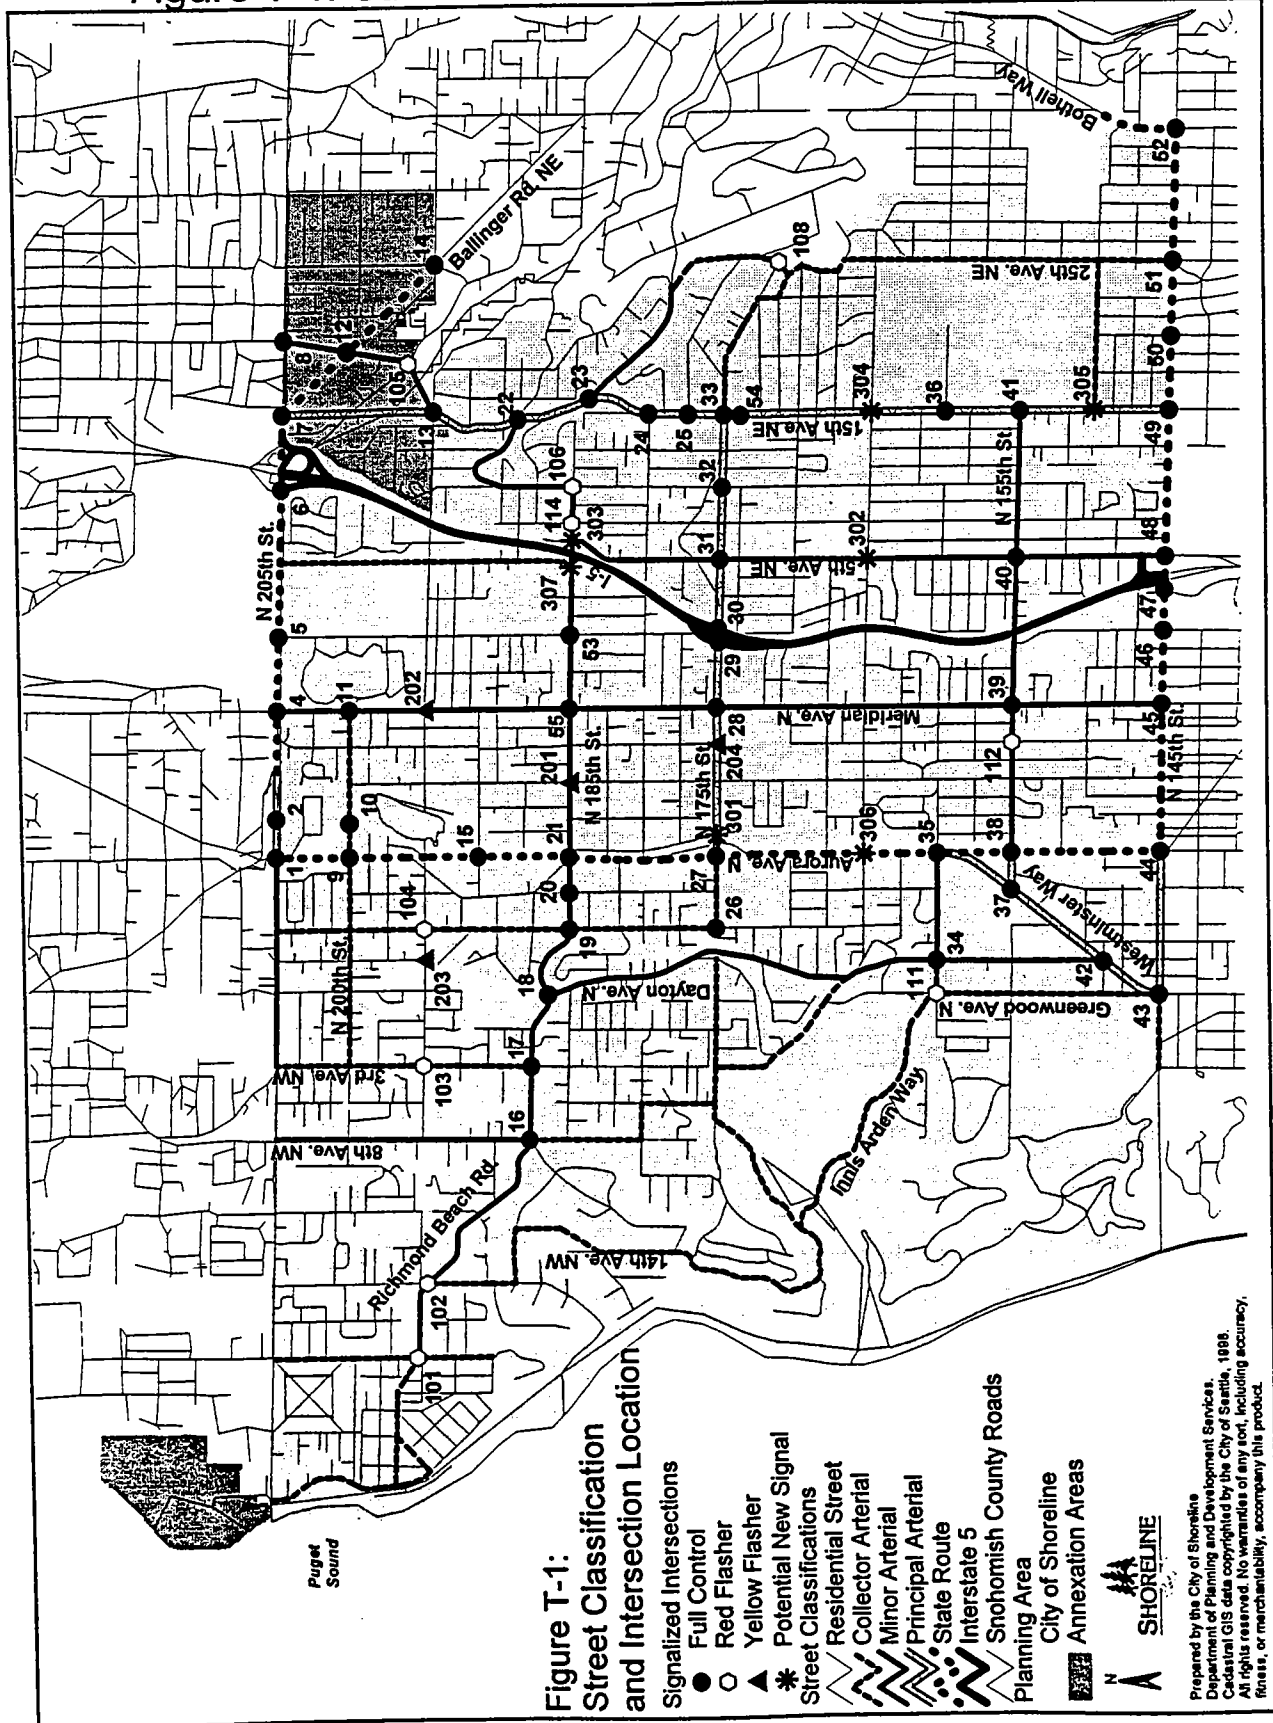 Figure T-1:
Street Classification
and Intersection Location
Signalized Intersections
Full Control
Red Flasher
Yellow Flasher
Potential New Signal
Street Classifications
Residential Street
Collector Arterial
Minor Arterial
Principal Arterial
State Route
Interstate 5
Snohomish County Roads
Planning Area
City of Shoreline
Annexation Areas
N
SHORELINE
Prepared by the City of Shoreline
Department of Planning and Development Services.
Cadastral GIS data copyrighted by the City of Seattle, 1998.
All rights reserved. No warranties of any sort, including accuracy,
fitness, or merchantability, accompany this product.
Puget
Sound
Richmond Beach Rd.
8th Ave. NW
3rd Ave. NW
14th Ave. NW
N 200th St.
N 205th St.
Dayton Ave. N
Innis Arden Way
Greenwood Ave. N
Westminster Way
Aurora Ave. N
N 185th St.
N 175th St.
Meridian Ave. N
N 155th St.
N 145th St.
I-5
5th Ave. NE
15th Ave. NE
25th Ave. NE
Ballinger Rd. NE
Bothell Way
1
2
4
5
6
7
8
9
10
11
12
13
14
15
16
17
18
19
20
21
22
23
24
25
26
27
28
29
30
31
32
33
34
35
36
37
38
39
40
41
42
43
44
45
46
47
48
49
50
51
52
53
54
55
101
102
103
104
105
106
108
111
112
114
201
202
203
204
301
302
303
304
305
306
307